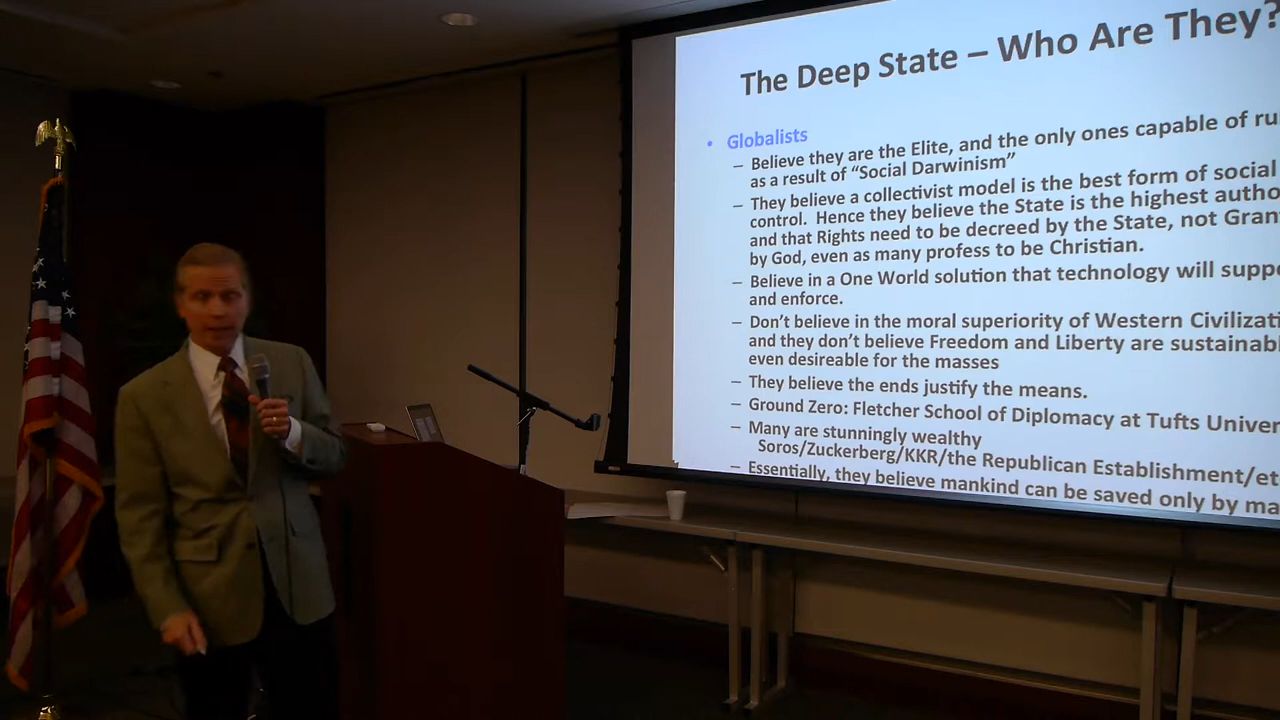 The Deep State – Who Are They?
• Globalists
– Believe they are the Elite, and the only ones capable of ru
as a result of “Social Darwinism”
– They believe a collectivist model is the best form of social
control. Hence they believe the State is the highest autho
and that Rights need to be decreed by the State, not Gran
by God, even as many profess to be Christian.
– Believe in a One World solution that technology will suppo
and enforce.
– Don’t believe in the moral superiority of Western Civilizati
and they don’t believe Freedom and Liberty are sustainabl
even desireable for the masses
– They believe the ends justify the means.
– Ground Zero: Fletcher School of Diplomacy at Tufts Univer
– Many are stunningly wealthy
Soros/Zuckerberg/KKR/the Republican Establishment/et
– Essentially, they believe mankind can be saved only by ma